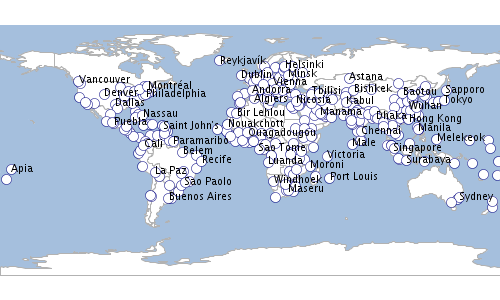 Reykjavík
Helsinki
Dublin
Minsk
Vancouver
Astana
Vienna
Montréal
Denver
Andorra
Tbilisi
Bishkek
Baotou
Sapporo
Philadelphia
Dallas
Algiers
Nicosia
Kabul
Wuhan
Tokyo
Nassau
Bir Lehlou
Manama
Dhaka
Hong Kong
Puebla
Saint John's
Nouakchott
Ouagadougou
Chennai
Manila
Cali
Paramaribo
Sao Tome
Male
Singapore
Melekeok
Belem
Recife
Luanda
Victoria
Moroni
Surabaya
Apia
La Paz
Sao Paolo
Windhoek
Port Louis
Maseru
Buenos Aires
Sydney